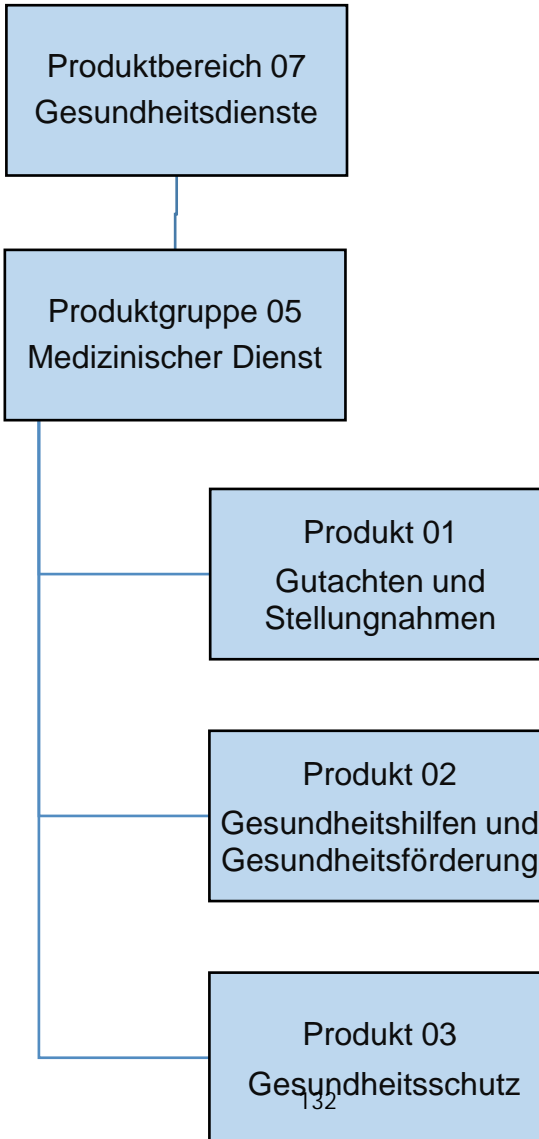 Produktbereich 07
Gesundheitsdienste
Produktgruppe 05
Medizinischer Dienst
Produkt 01
Gutachten und
Stellungnahmen
Produkt 02
Gesundheitshilfen und
Gesundheitsförderung
Produkt 03
Gesundheitsschutz
132